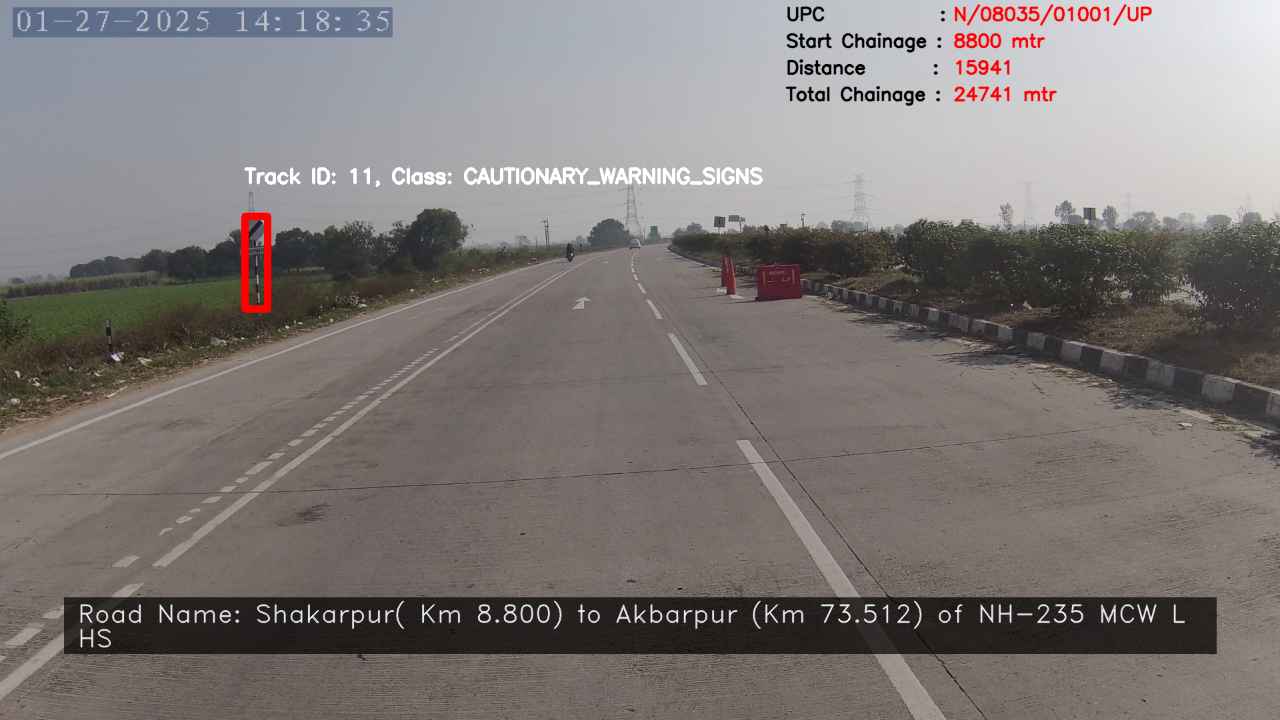 01-27-2025 14:18:35
UPC : N/08035/01001/UP
Start Chainage : 8800 mtr
Distance : 15941
Total Chainage : 24741 mtr
Track ID: 11, Class: CAUTIONARY_WARNING_SIGNS
Road Name: Shakarpur( Km 8.800) to Akbarpur (Km 73.512) of NH-235 MCW L
HS